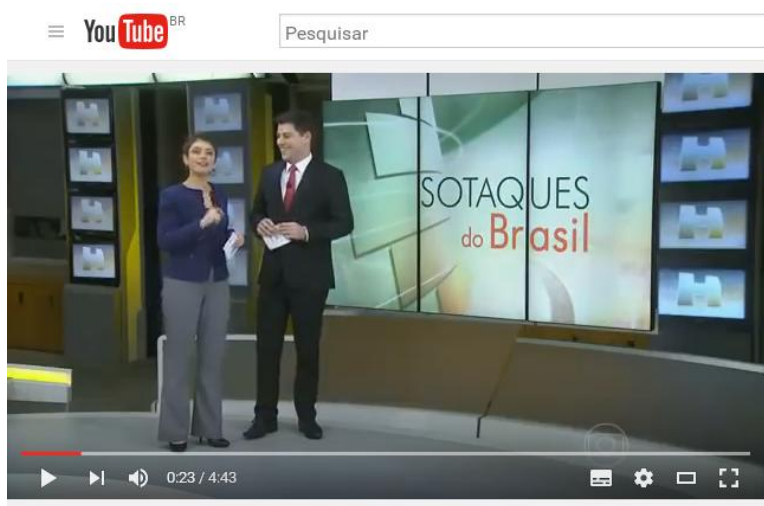 YouTube BR
Pesquisar
SOTAQUES
do Brasil
0:23 / 4:43